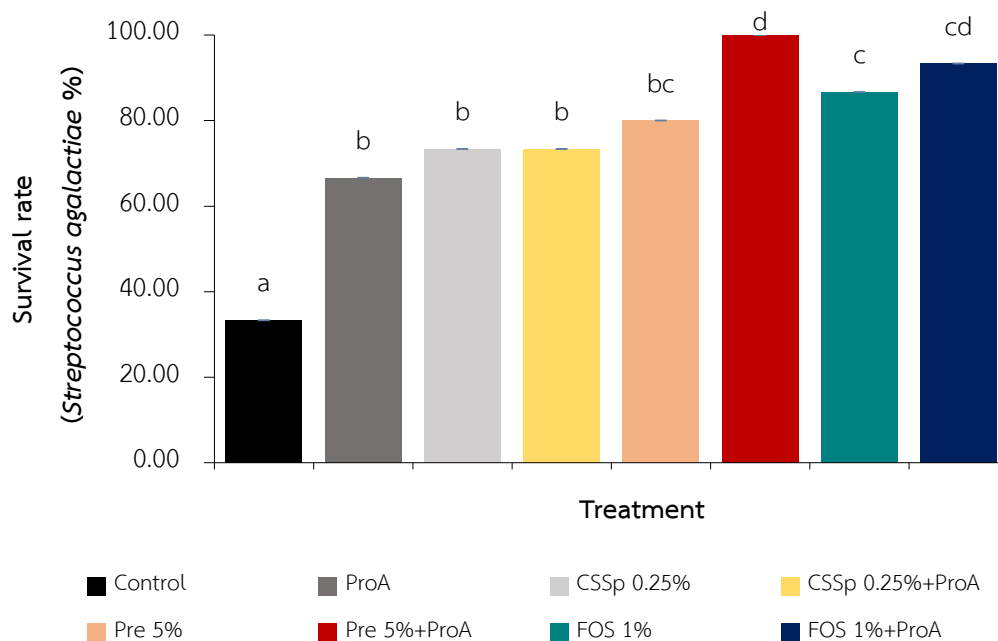 100.00
80.00
60.00
40.00
20.00
0.00
Survival rate
(Streptococcus agalactiae %)
a
b
b
b
bc
d
c
cd
Treatment
Control
ProA
CSSp 0.25%
CSSp 0.25%+ProA
Pre 5%
Pre 5%+ProA
FOS 1%
FOS 1%+ProA